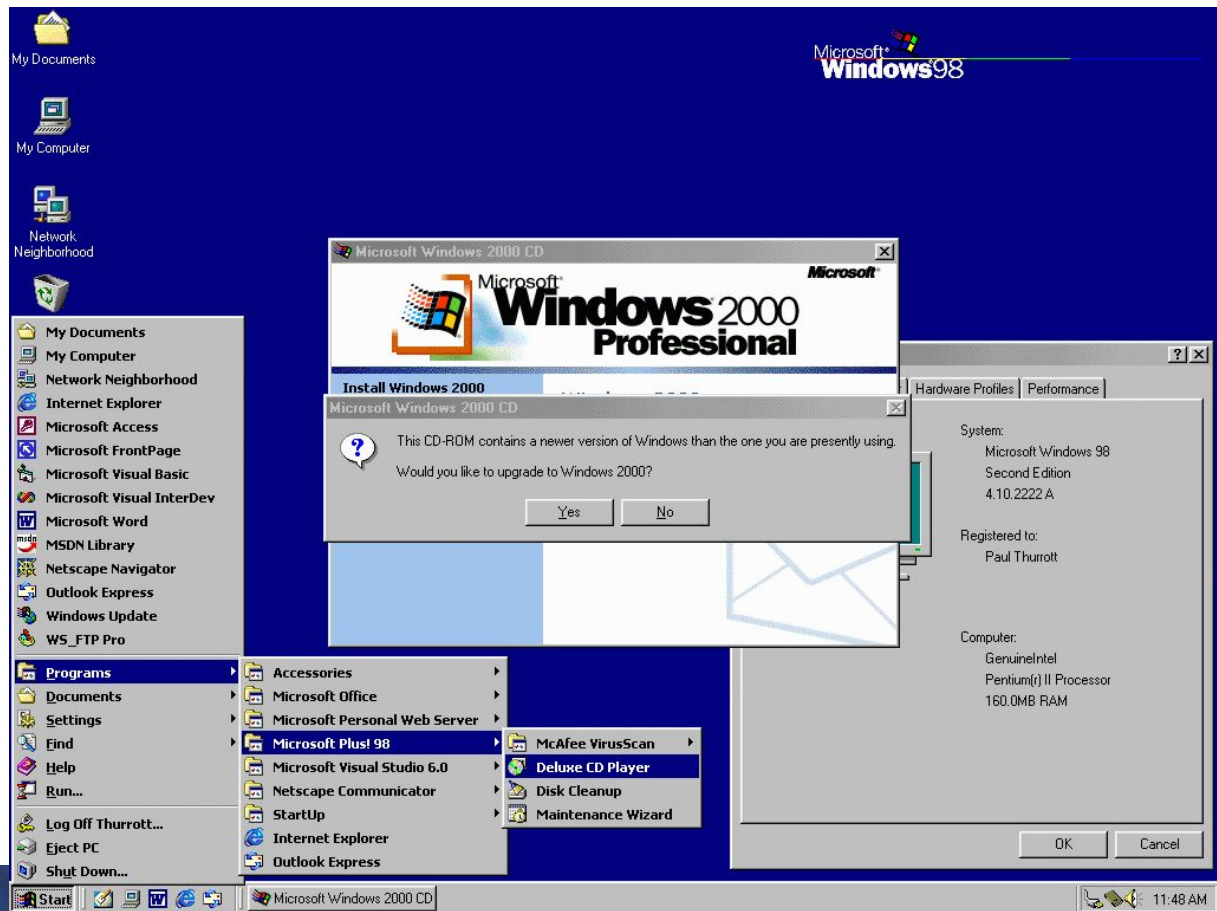 My Documents
My Computer
Network
Neighborhood
Microsoft
Windows 98
Microsoft Windows 2000 CD
Microsoft
Microsoft
Windows 2000
Professional
Install Windows 2000
Microsoft Windows 2000 CD
This CD-ROM contains a newer version of Windows than the one you are presently using.
Would you like to upgrade to Windows 2000?
Yes No
Hardware Profiles Performance
System:
Microsoft Windows 98
Second Edition
4.10.2222 A
Registered to:
Paul Thurrott
Computer:
GenuineIntel
Pentium(r) II Processor
160.0MB RAM
OK Cancel
My Documents
My Computer
Network Neighborhood
Internet Explorer
Microsoft Access
Microsoft FrontPage
Microsoft Visual Basic
Microsoft Visual InterDev
Microsoft Word
msdn
MSDN Library
Netscape Navigator
Outlook Express
Windows Update
WS_FTP Pro
Programs
Documents
Settings
Find
Help
Run...
Log Off Thurrott...
Eject PC
Shut Down...
Accessories
Microsoft Office
Microsoft Personal Web Server
Microsoft Plus! 98
Microsoft Visual Studio 6.0
Netscape Communicator
StartUp
Internet Explorer
Outlook Express
McAfee VirusScan
Deluxe CD Player
Disk Cleanup
Maintenance Wizard
Start
Microsoft Windows 2000 CD
11:48 AM